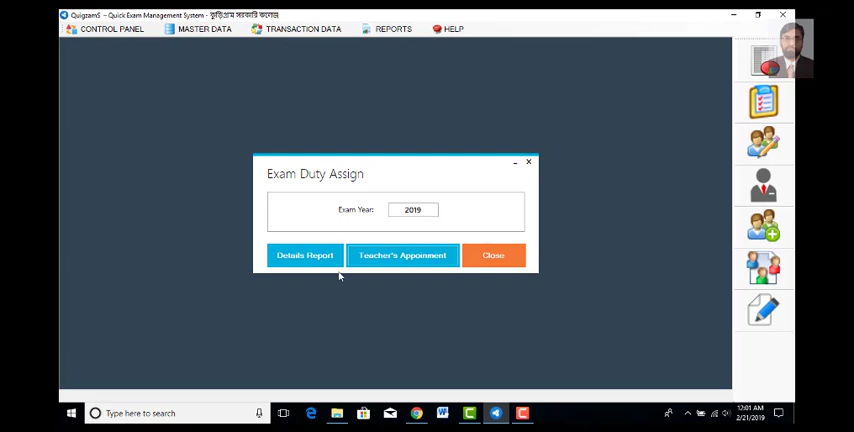 QuigzamS - Quick Exam Management System - কুড়িগ্রাম সরকারি কলেজ
CONTROL PANEL MASTER DATA TRANSACTION DATA REPORTS HELP
Exam Duty Assign
Exam Year: 2019
Details Report Teacher's Appoinment Close
Type here to search
12:01 AM
2/21/2019